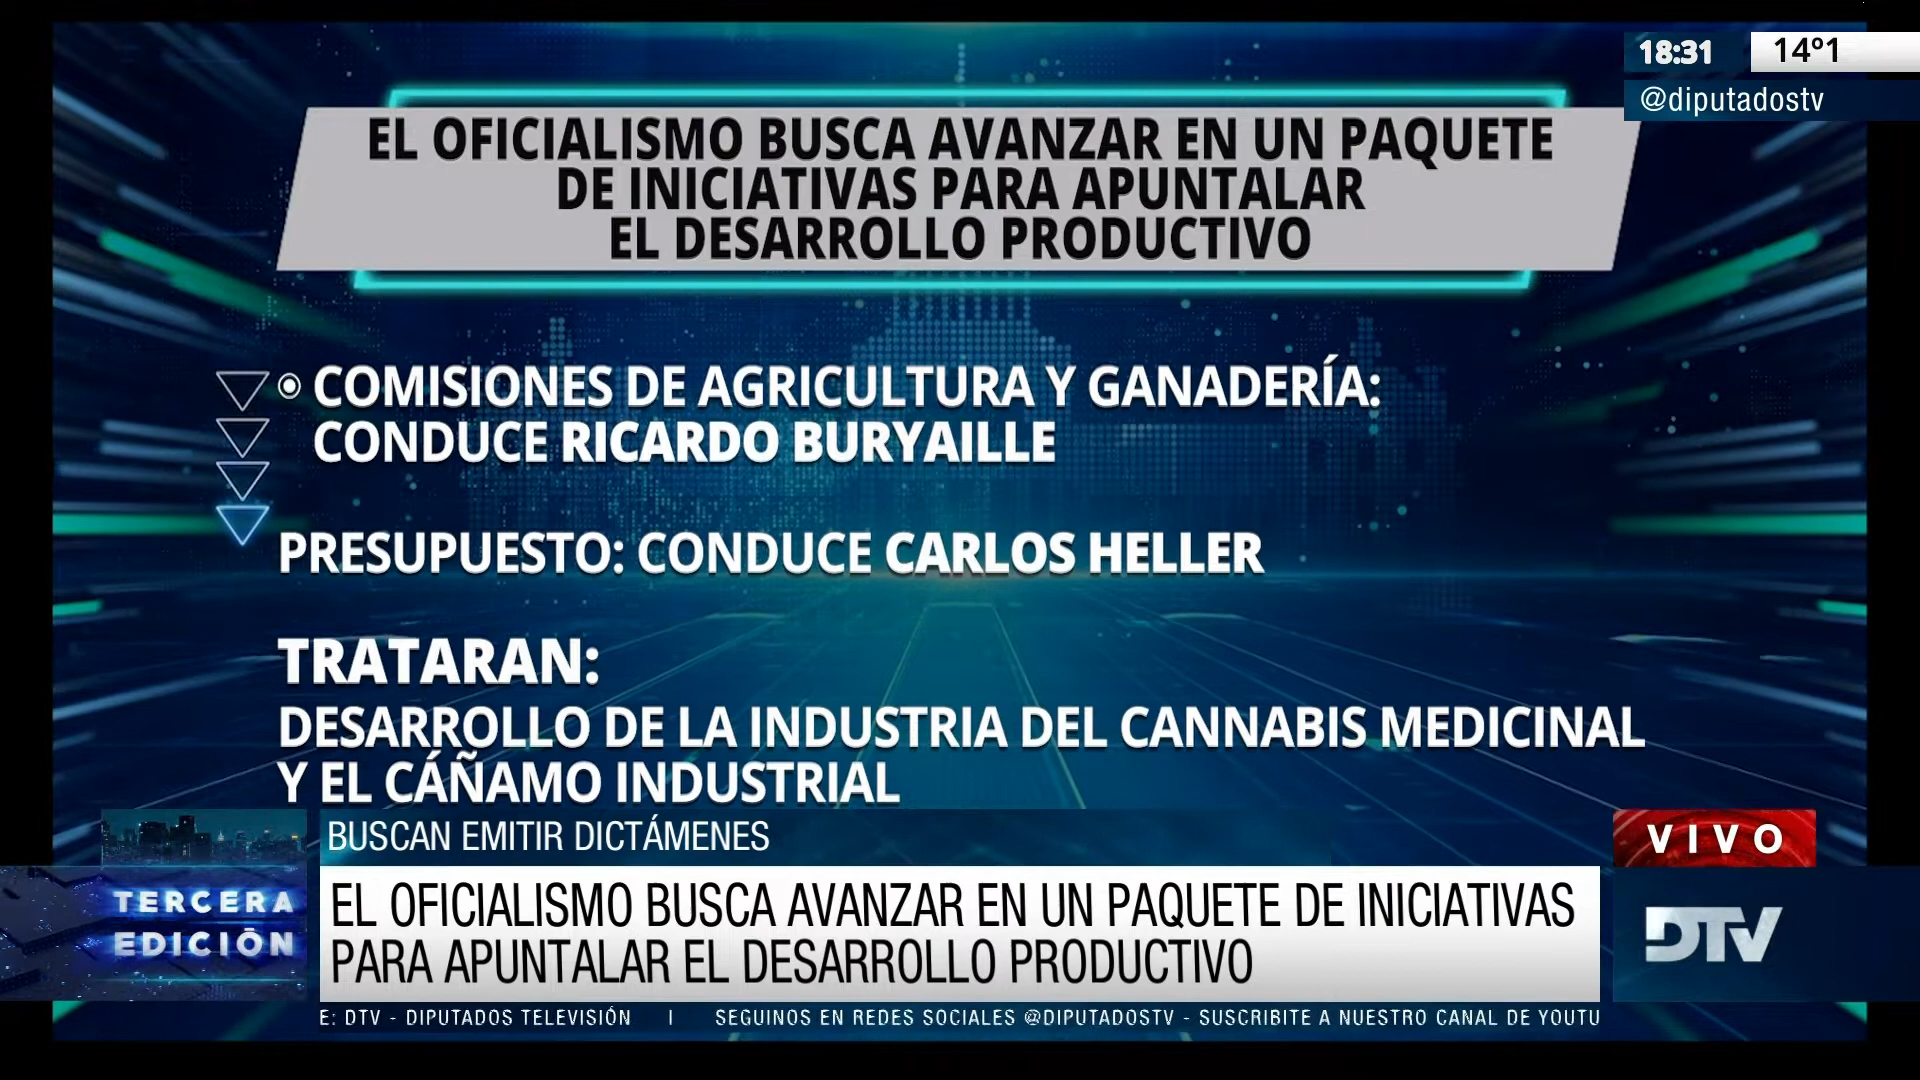 18:31
14º1
@diputadostv
EL OFICIALISMO BUSCA AVANZAR EN UN PAQUETE
DE INICIATIVAS PARA APUNTALAR
EL DESARROLLO PRODUCTIVO
COMISIONES DE AGRICULTURA Y GANADERÍA:
CONDUCE RICARDO BURYAILLE
PRESUPUESTO: CONDUCE CARLOS HELLER
TRATARAN:
DESARROLLO DE LA INDUSTRIA DEL CANNABIS MEDICINAL
Y EL CÁÑAMO INDUSTRIAL
BUSCAN EMITIR DICTÁMENES
VIVO
TERCERA
EDICIÓN
EL OFICIALISMO BUSCA AVANZAR EN UN PAQUETE DE INICIATIVAS
PARA APUNTALAR EL DESARROLLO PRODUCTIVO
DTV
E: DTV - DIPUTADOS TELEVISIÓN | SEGUINOS EN REDES SOCIALES @DIPUTADOSTV - SUSCRIBITE A NUESTRO CANAL DE YOUTU